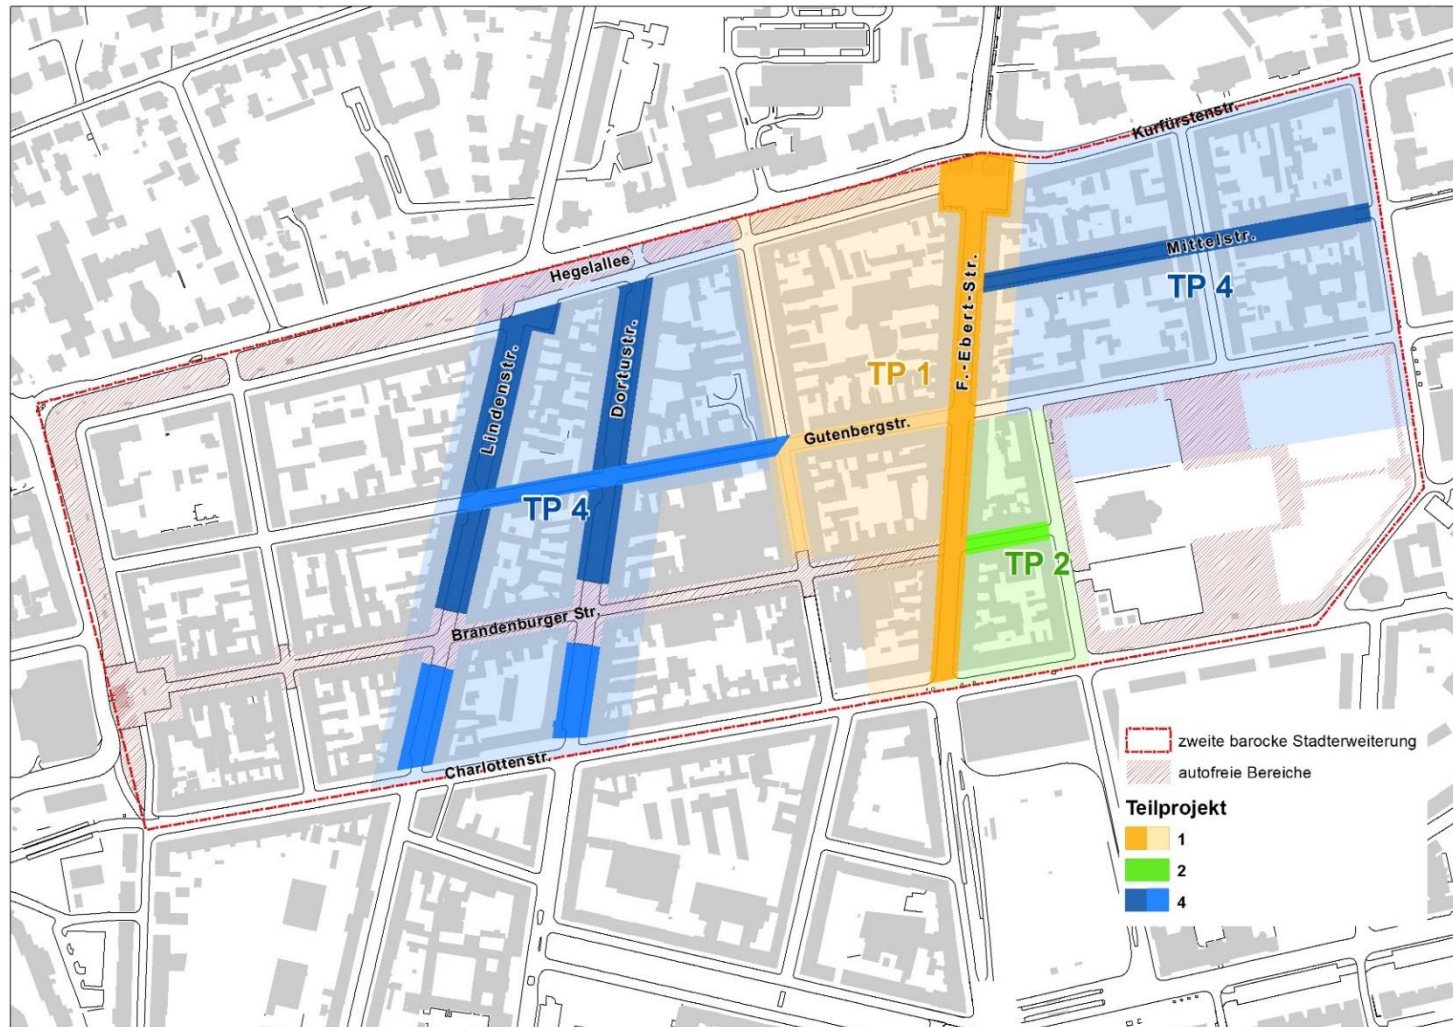 Kurfürstenstr.
Mittelstr.
TP 4
Hegelallee
F.-Ebert-Str.
Lindenstr.
Dortustr.
TP 1
Gutenbergstr.
TP 4
TP 2
Brandenburger Str.
Charlottenstr.
zweite barocke Stadterweiterung
autofreie Bereiche
Teilprojekt
1
2
4